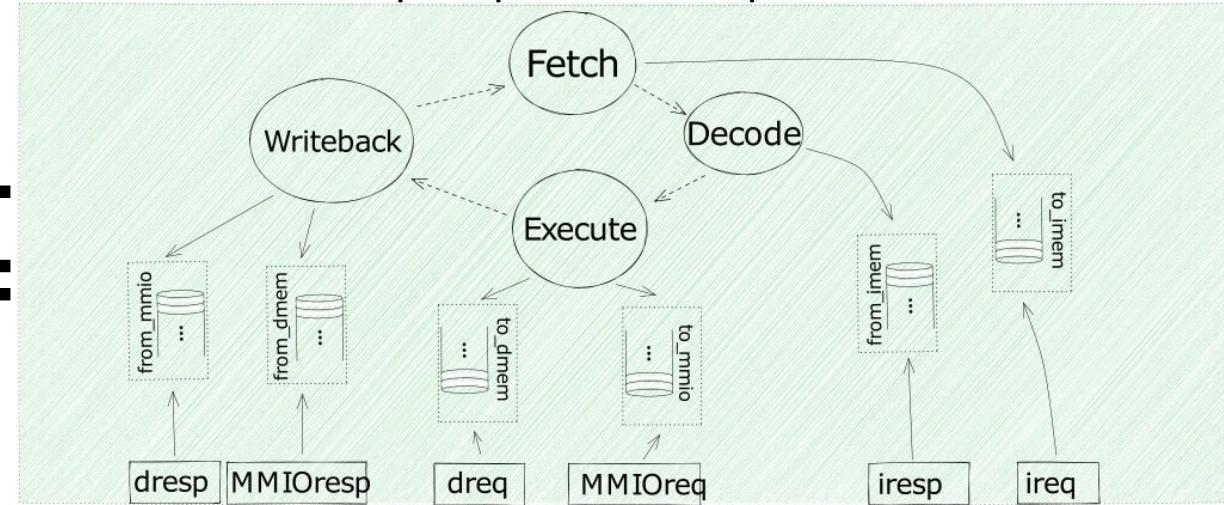 Fetch
Writeback
Decode
Execute
to_imem
from_imem
from_mmio
from_dmem
to_dmem
to_mmio
...
...
...
...
...
...
dresp
MMIOresp
dreq
MMIOreq
iresp
ireq